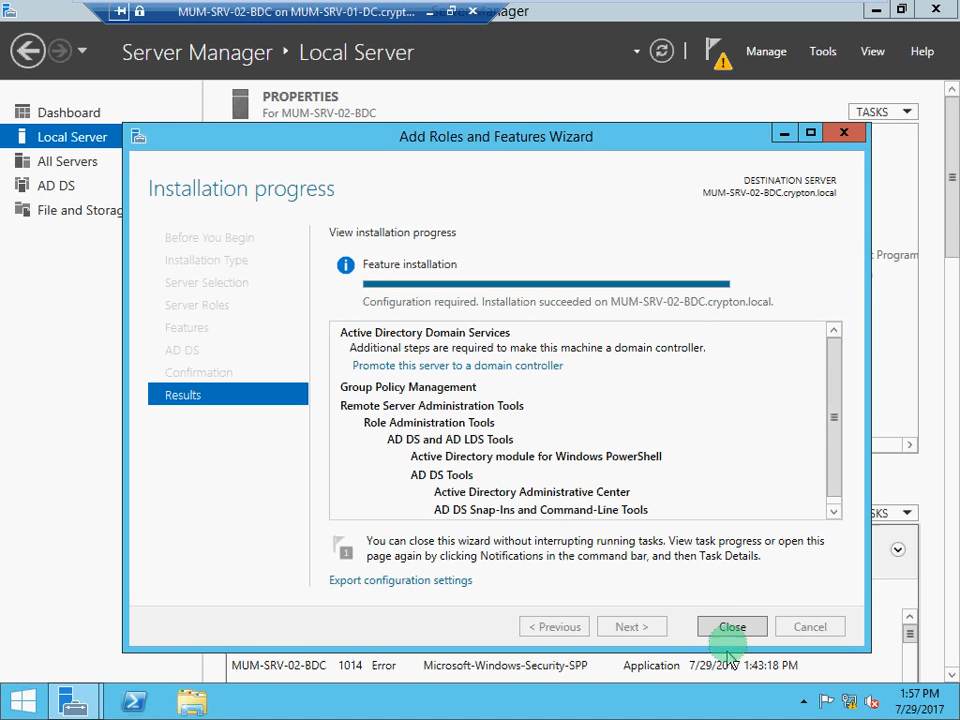 MUM-SRV-02-BDC on MUM-SRV-01-DC.crypt...
Manager
Server Manager ‣ Local Server
Manage
Tools
View
Help
Dashboard
Local Server
All Servers
AD DS
File and Storag
PROPERTIES
For MUM-SRV-02-BDC
TASKS
Add Roles and Features Wizard
Installation progress
DESTINATION SERVER
MUM-SRV-02-BDC.crypton.local
Before You Begin
Installation Type
Server Selection
Server Roles
Features
AD DS
Confirmation
Results
View installation progress
Feature installation
Configuration required. Installation succeeded on MUM-SRV-02-BDC.crypton.local.
Active Directory Domain Services
Additional steps are required to make this machine a domain controller.
Promote this server to a domain controller
Group Policy Management
Remote Server Administration Tools
Role Administration Tools
AD DS and AD LDS Tools
Active Directory module for Windows PowerShell
AD DS Tools
Active Directory Administrative Center
AD DS Snap-Ins and Command-Line Tools
1
You can close this wizard without interrupting running tasks. View task progress or open this
page again by clicking Notifications in the command bar, and then Task Details.
Export configuration settings
< Previous
Next >
Close
Cancel
t Program
SKS
MUM-SRV-02-BDC 1014 Error Microsoft-Windows-Security-SPP Application 7/29/2017 1:43:18 PM
1:57 PM
7/29/2017